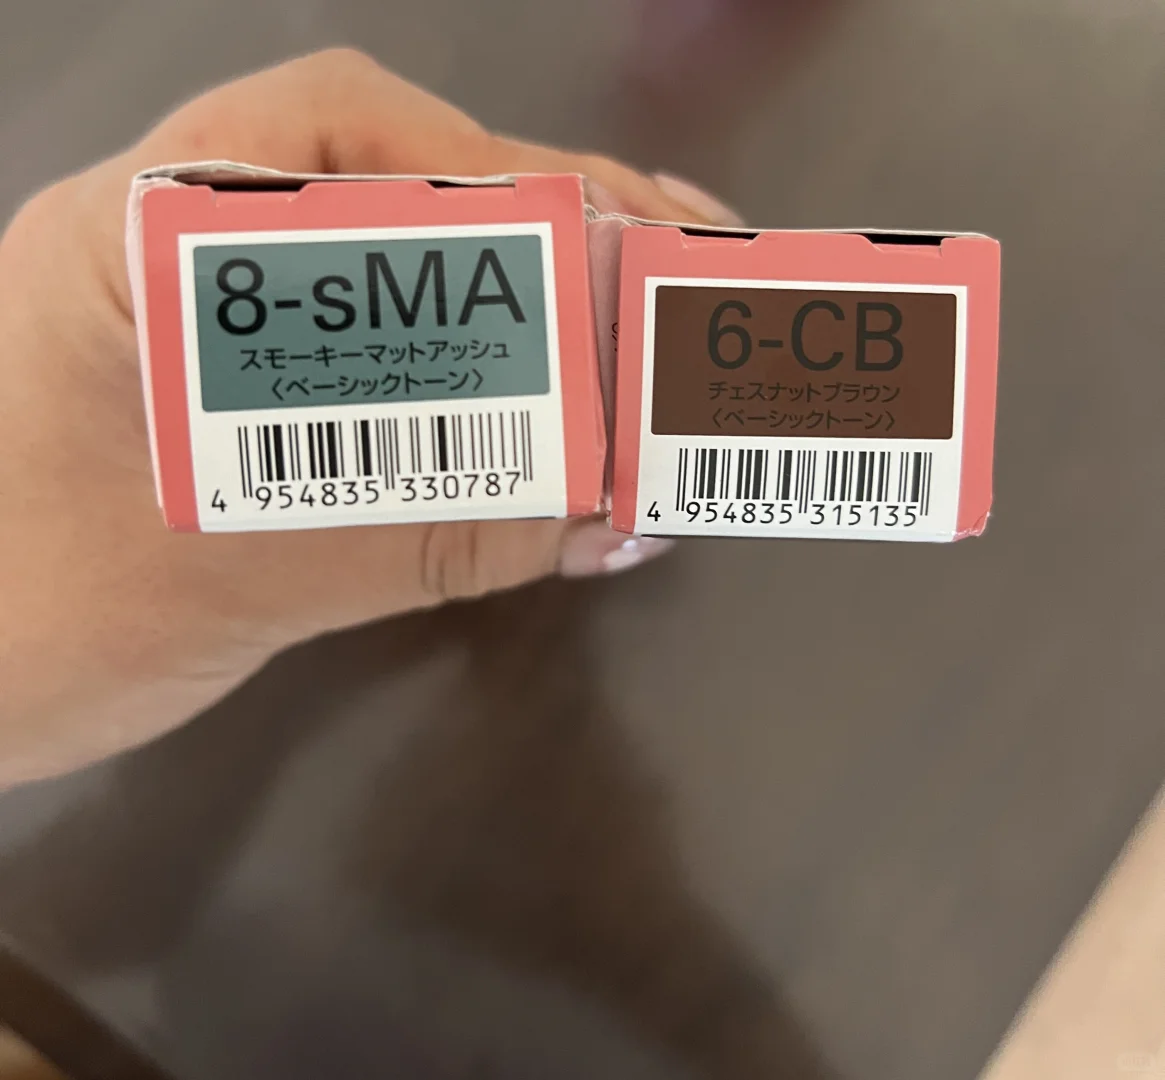 8-sMA
スモーキーマットアッシュ
〈ベーシックトーン〉
4 954835 330787
6-CB
チェスナットブラウン
〈ベーシックトーン〉
4 954835 315135